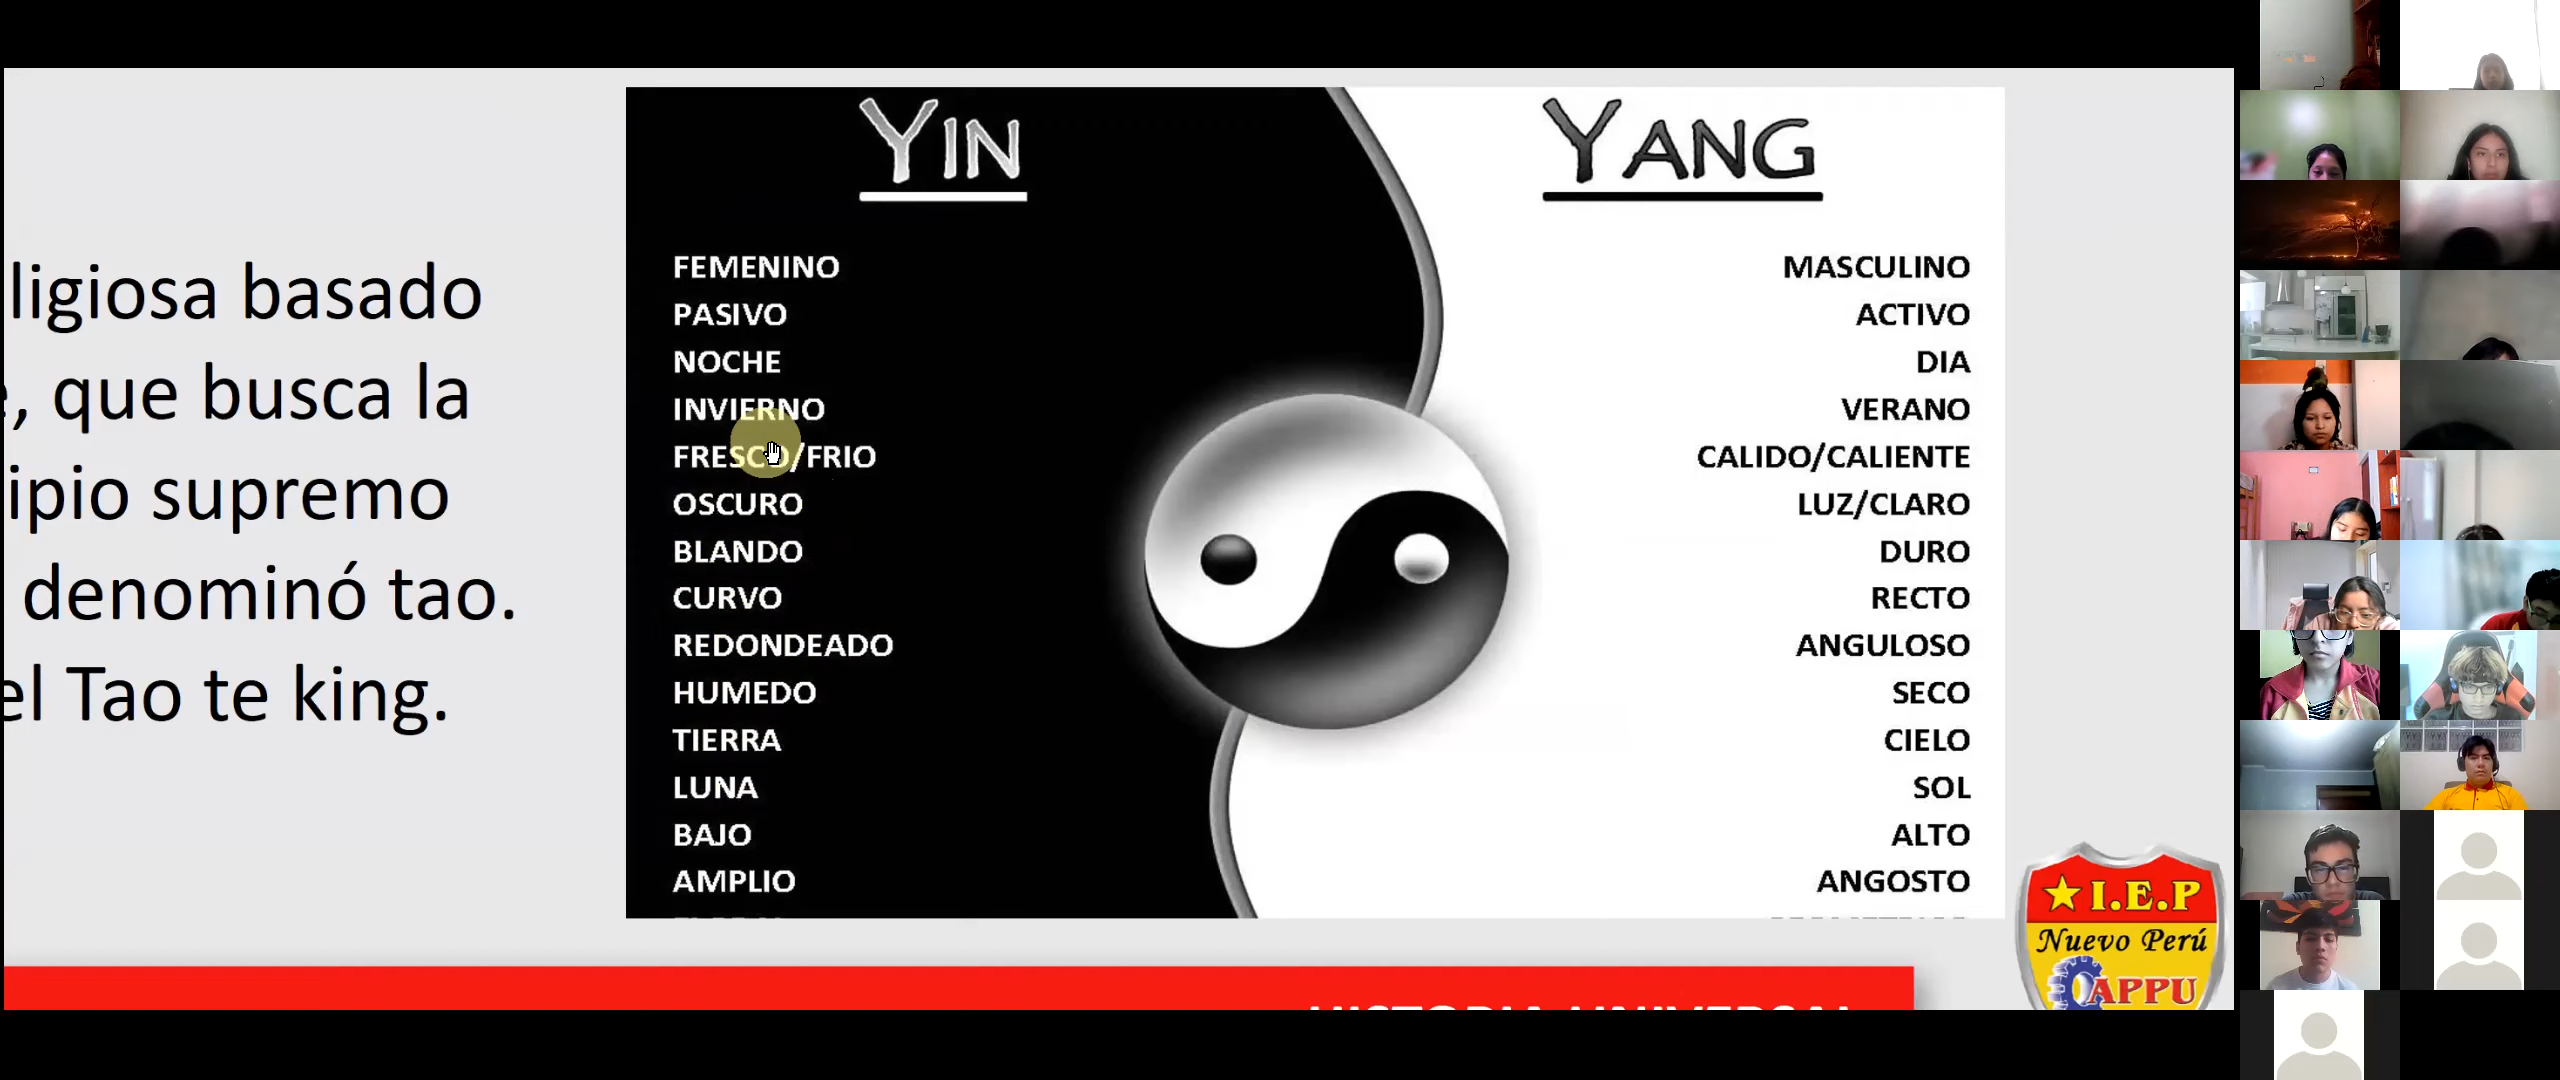 ligiosa basado
, que busca la
ipio supremo
denominó tao.
el Tao te king.
YIN
FEMENINO
PASIVO
NOCHE
INVIERNO
FRESCO/FRIO
OSCURO
BLANDO
CURVO
REDONDEADO
HUMEDO
TIERRA
LUNA
BAJO
AMPLIO
YANG
MASCULINO
ACTIVO
DIA
VERANO
CALIDO/CALIENTE
LUZ/CLARO
DURO
RECTO
ANGULOSO
SECO
CIELO
SOL
ALTO
ANGOSTO
I.E.P
Nuevo Perú
APPU